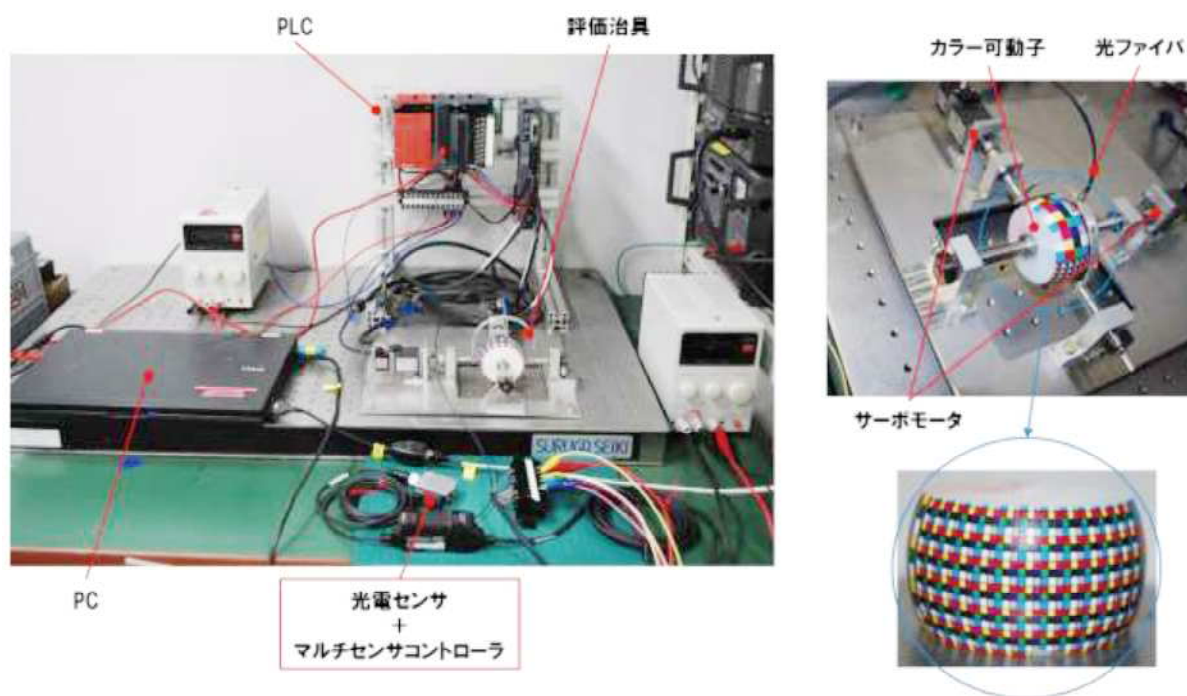 PLC
評価治具
カラー可動子
光ファイバ
サーボモータ
SURUGA SEIKI
PC
光電センサ
+
マルチセンサコントローラ